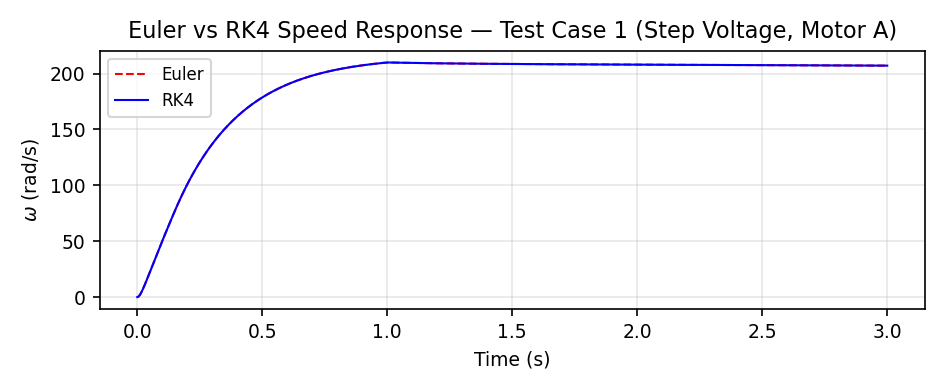 Euler vs RK4 Speed Response — Test Case 1 (Step Voltage, Motor A)
Euler
RK4
200
150
100
50
0
ω (rad/s)
0.0 0.5 1.0 1.5 2.0 2.5 3.0
Time (s)